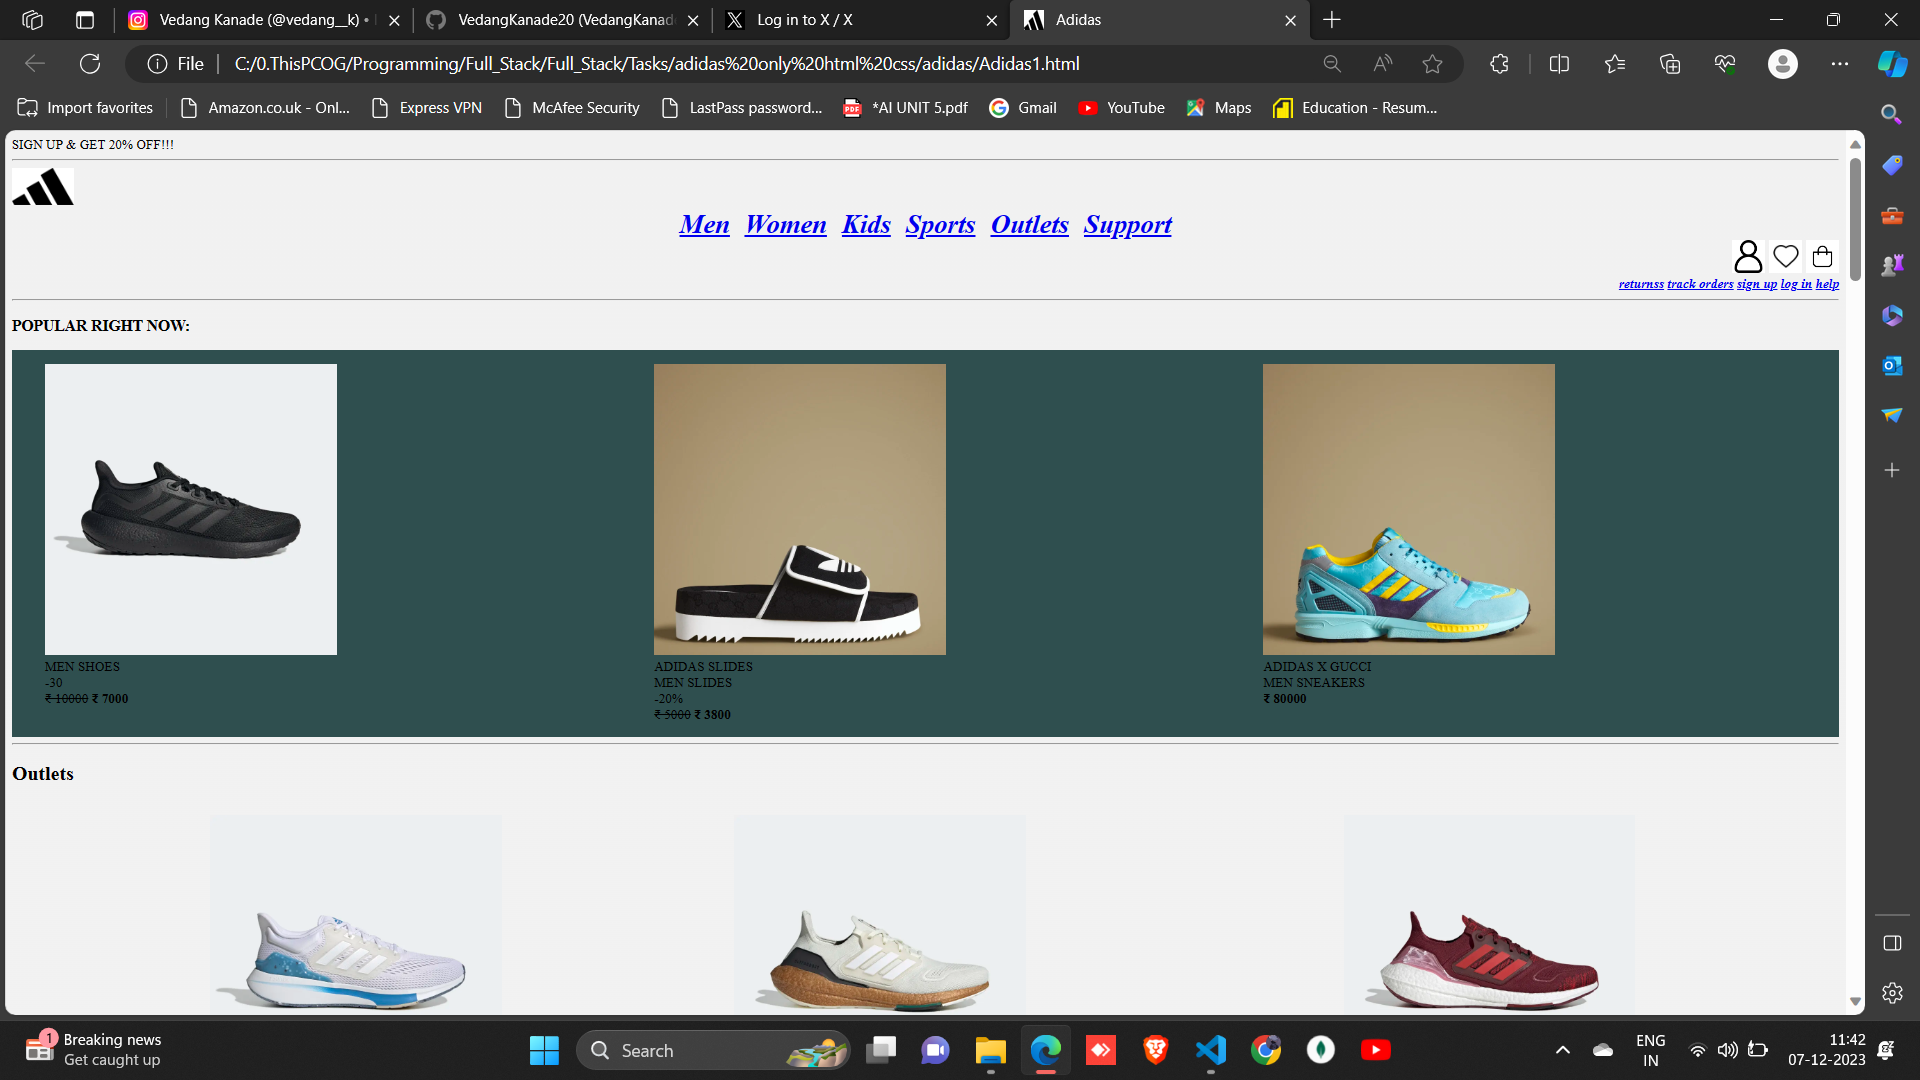 Vedang Kanade (@vedang__k) •
VedangKanade20 (VedangKanad
Log in to X / X
Adidas
File
C:/0.ThisPCOG/Programming/Full_Stack/Full_Stack/Tasks/adidas%20only%20html%20css/adidas/Adidas1.html
Import favorites
Amazon.co.uk - Onl...
Express VPN
McAfee Security
LastPass password...
*AI UNIT 5.pdf
Gmail
YouTube
Maps
Education - Resum...
SIGN UP & GET 20% OFF!!!
Men Women Kids Sports Outlets Support
returnss track orders sign up log in help
POPULAR RIGHT NOW:
MEN SHOES
-30
₹ 10000 ₹ 7000
ADIDAS SLIDES
MEN SLIDES
-20%
₹ 5000 ₹ 3800
ADIDAS X GUCCI
MEN SNEAKERS
₹ 80000
Outlets
1
Breaking news
Get caught up
Search
ENG
IN
11:42
07-12-2023